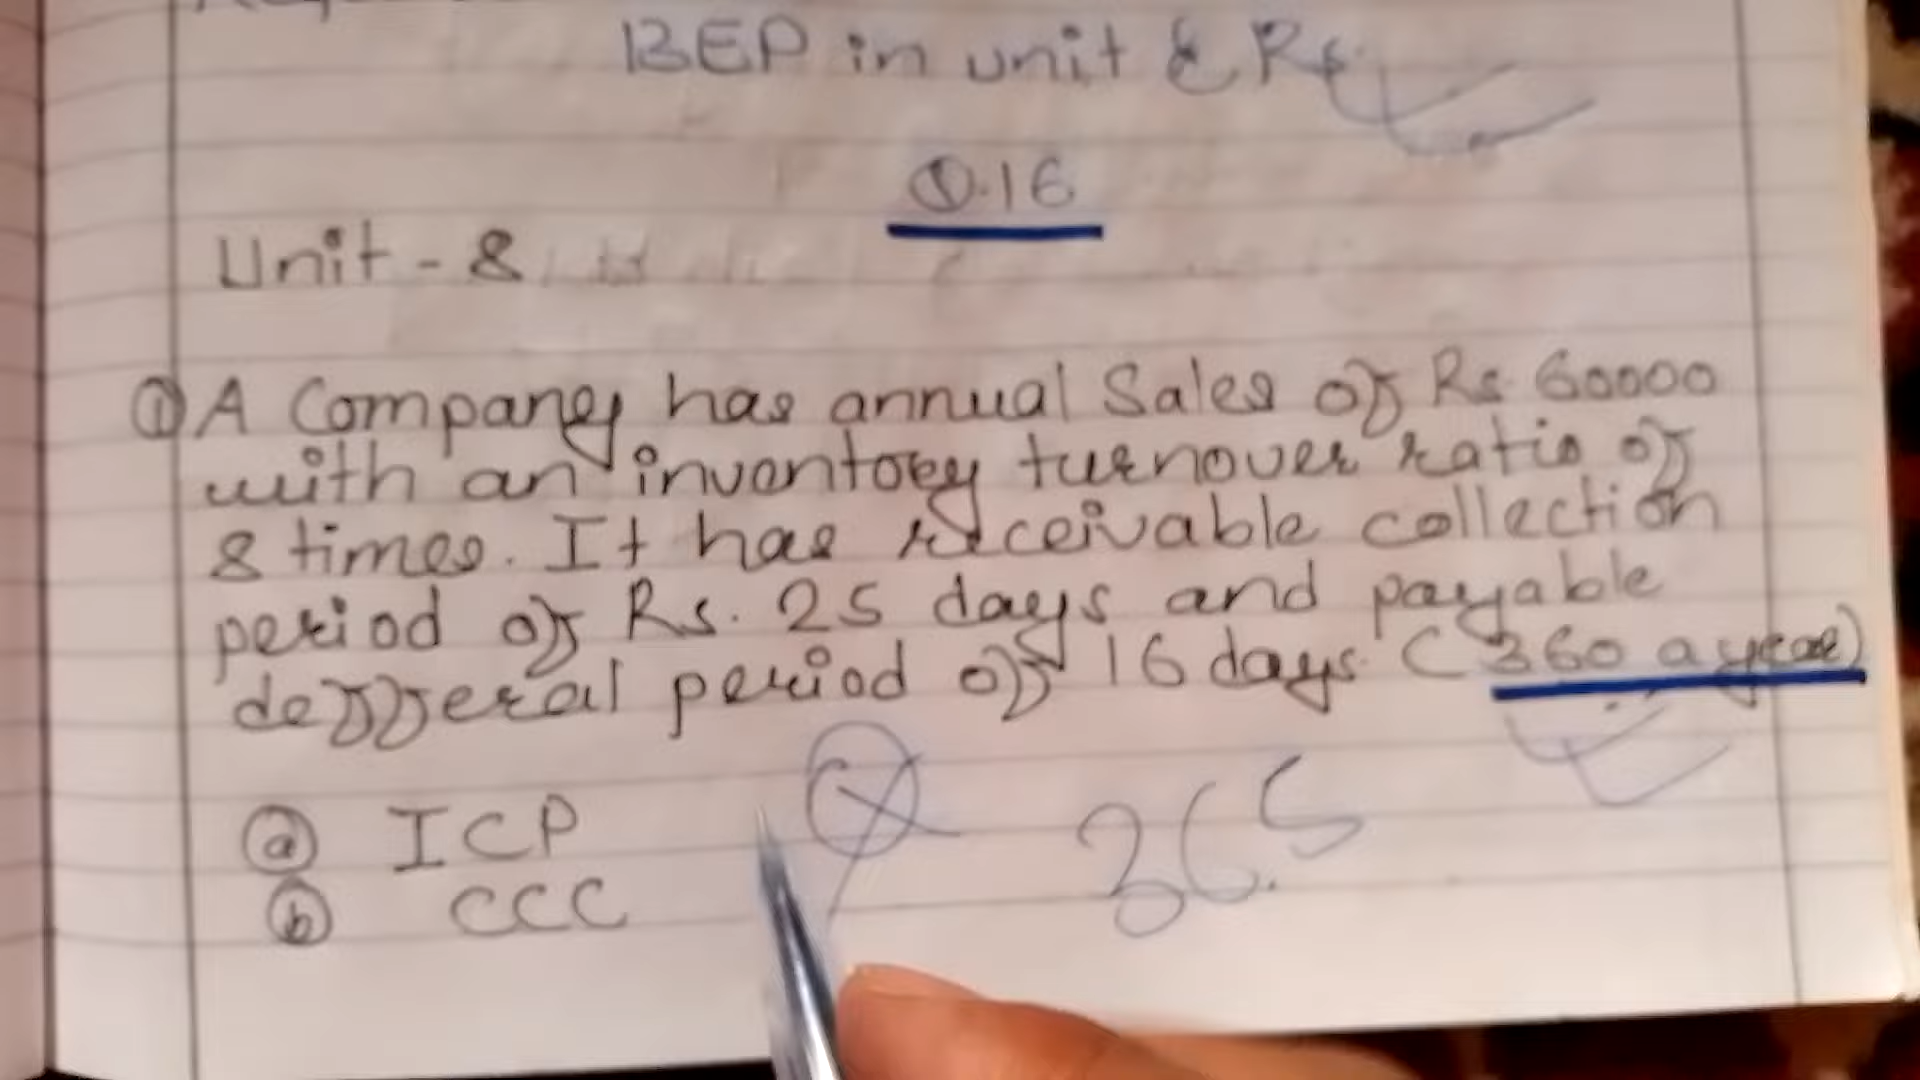 BEP in unit & Rs
Q.16
Unit - 8
① A Company has annual Sales of Rs. 60000
with an inventory turnover ratio of
8 times. It has receivable collection
period of Rs. 25 days and payable
defferal period of 16 days. (360 a year)
365
ⓐ ICP
ⓑ CCC